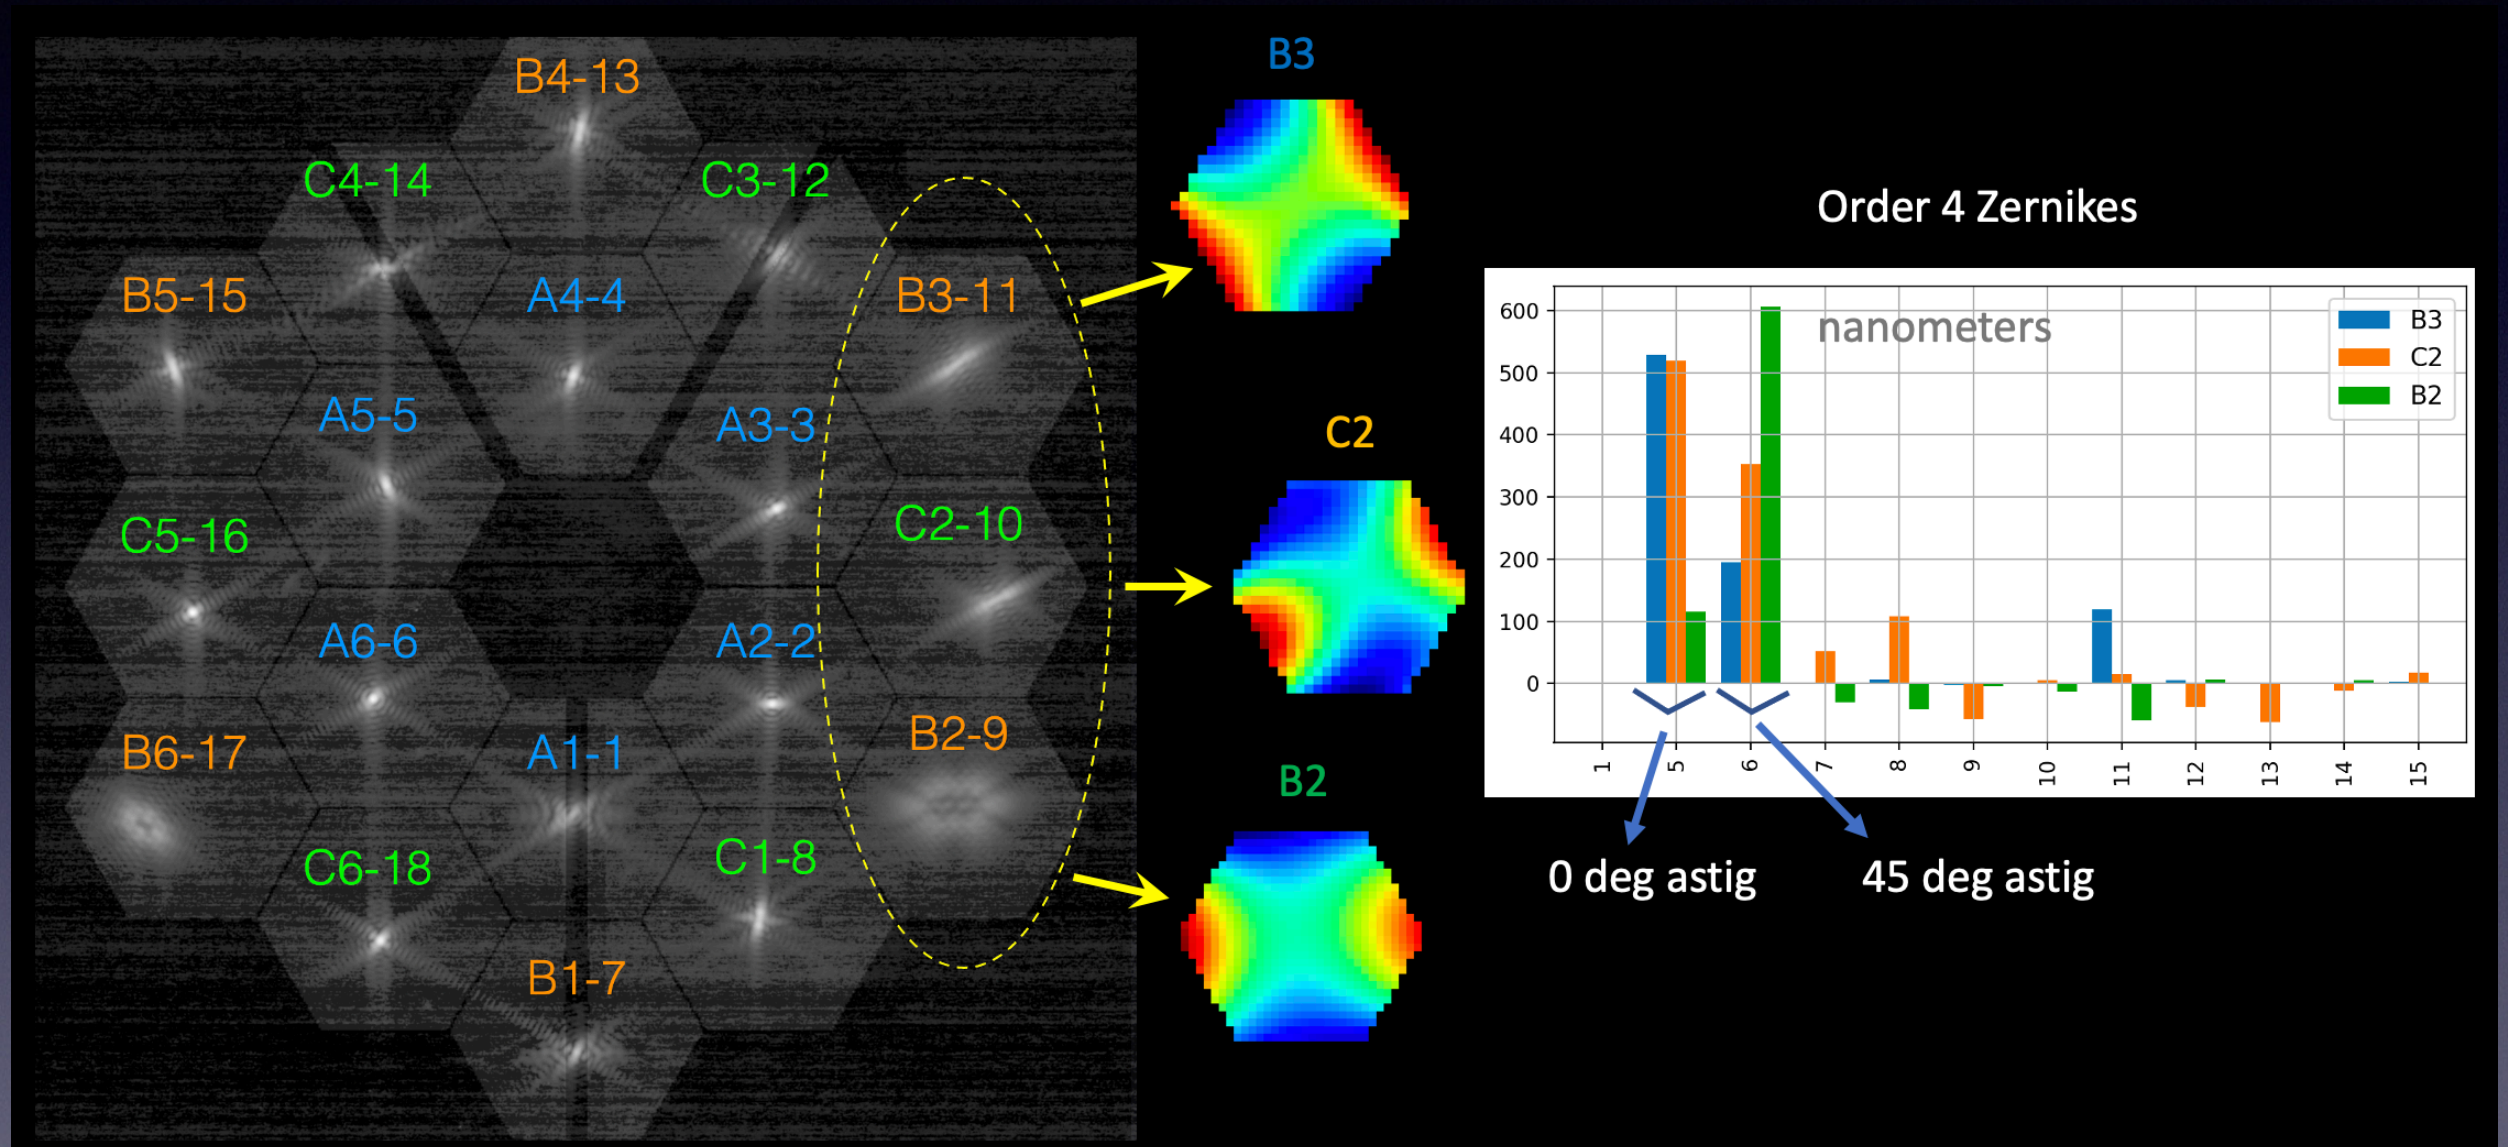 B4-13
C4-14
C3-12
B5-15
A4-4
B3-11
A5-5
A3-3
C5-16
C2-10
A6-6
A2-2
B6-17
A1-1
B2-9
C6-18
C1-8
B1-7
B3
C2
B2
Order 4 Zernikes
nanometers
B3
C2
B2
600
500
400
300
200
100
0
1
5
6
7
8
9
10
11
12
13
14
15
0 deg astig
45 deg astig